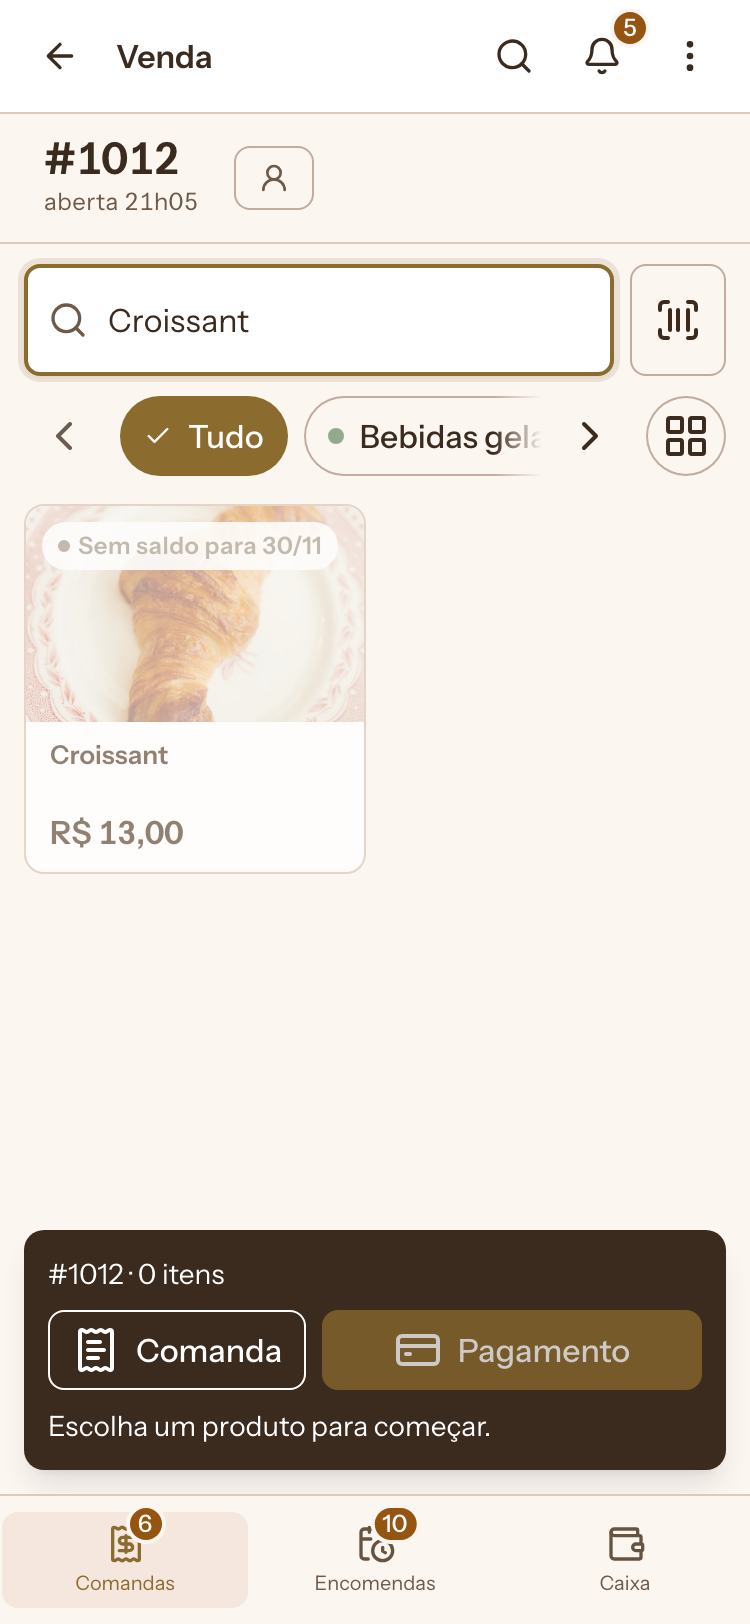 Venda
5
#1012
aberta 21h05
Croissant
Tudo
Bebidas gela
Sem saldo para 30/11
Croissant
R$ 13,00
#1012 · 0 itens
Comanda
Pagamento
Escolha um produto para começar.
6
Comandas
10
Encomendas
Caixa